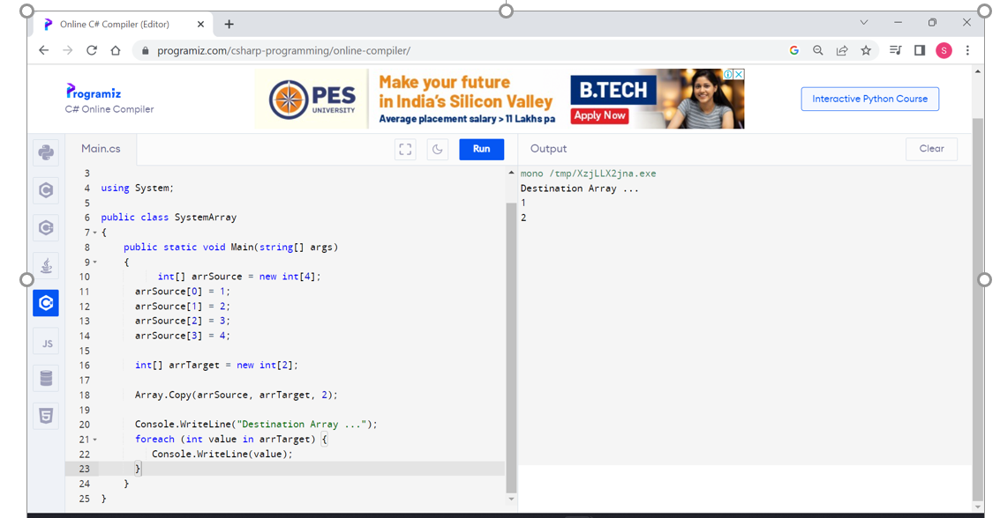 Online C# Compiler (Editor)
programiz.com/csharp-programming/online-compiler/
G
S
Programiz
C# Online Compiler
PES
UNIVERSITY
Make your future
in India's Silicon Valley
Average placement salary > 11 Lakhs pa
B.TECH
Apply Now
Interactive Python Course
Main.cs
Run
Output
Clear
JS
3
4 using System;
5
6 public class SystemArray
7 {
8 public static void Main(string[] args)
9 {
10 int[] arrSource = new int[4];
11 arrSource[0] = 1;
12 arrSource[1] = 2;
13 arrSource[2] = 3;
14 arrSource[3] = 4;
15
16 int[] arrTarget = new int[2];
17
18 Array.Copy(arrSource, arrTarget, 2);
19
20 Console.WriteLine("Destination Array ...");
21 foreach (int value in arrTarget) {
22 Console.WriteLine(value);
23 }
24 }
25 }
mono /tmp/XzjLLX2jna.exe
Destination Array ...
1
2